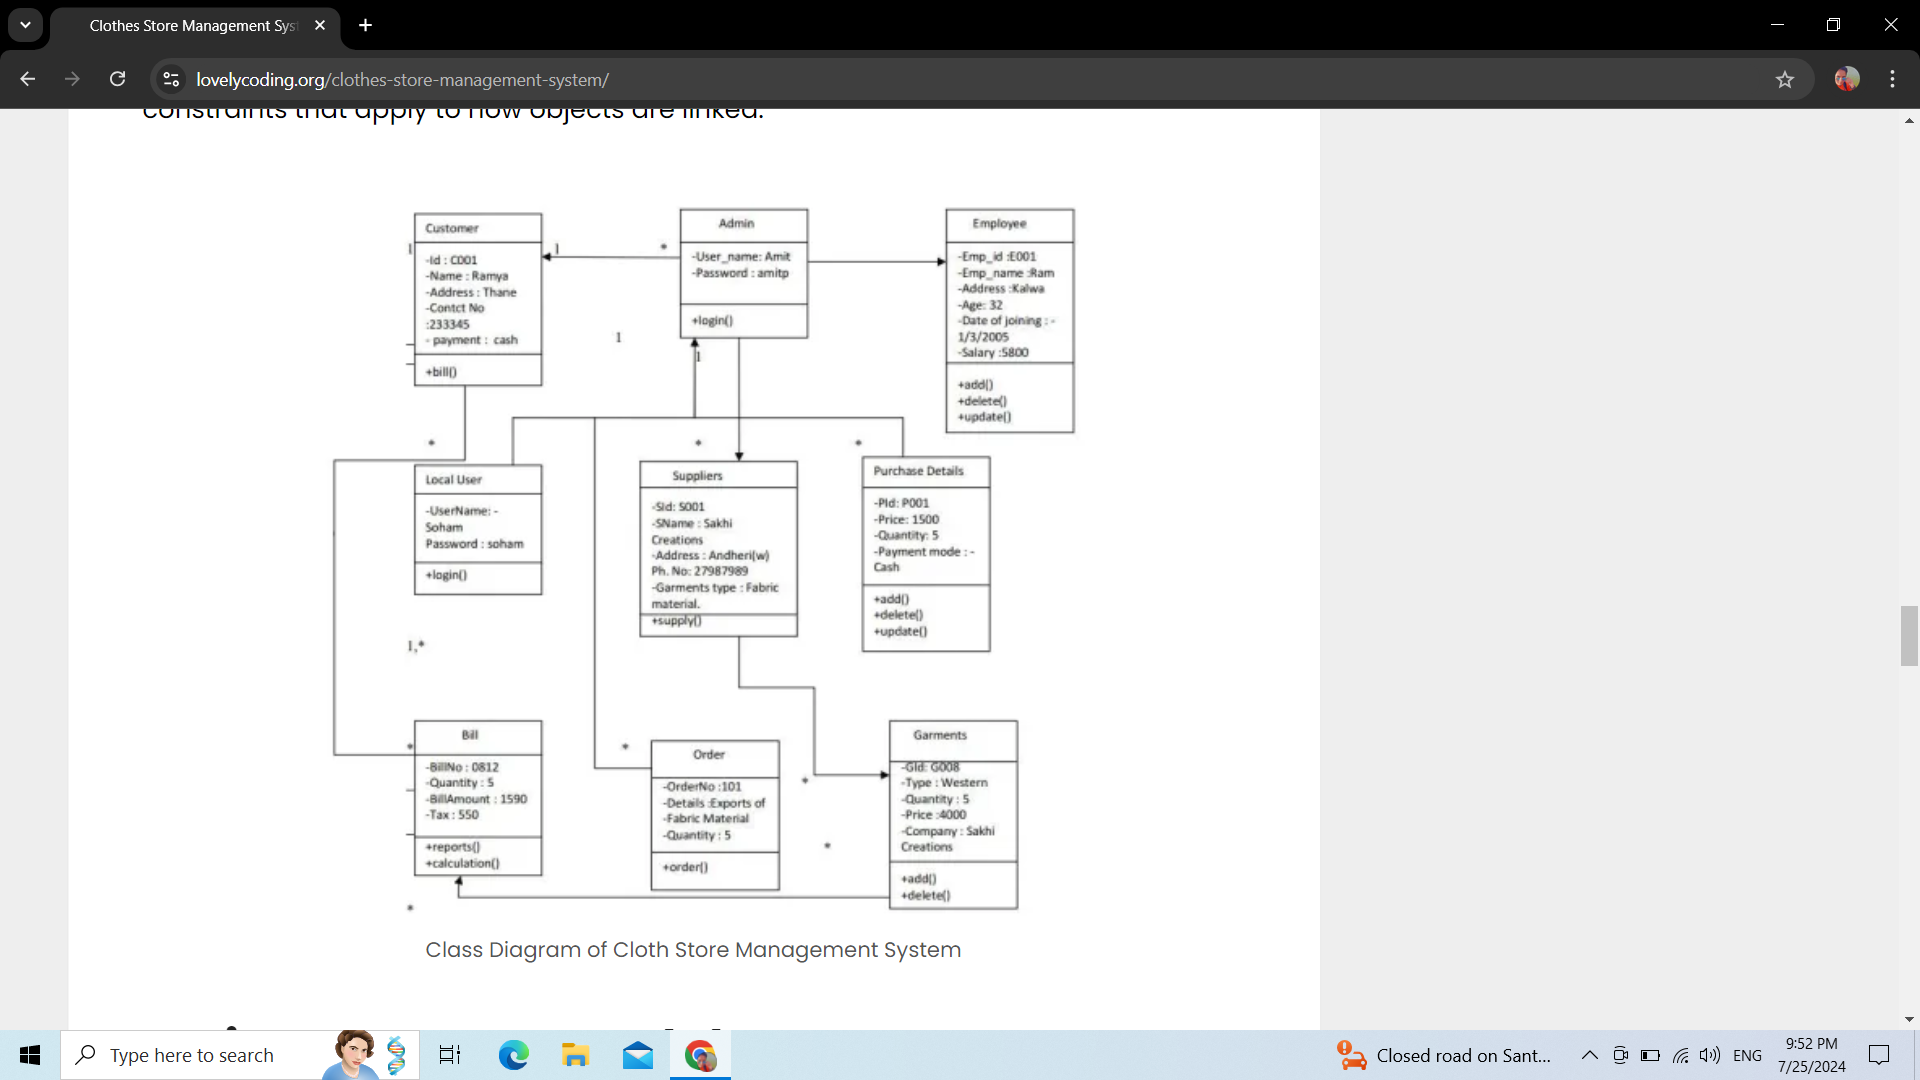 Clothes Store Management Sys
lovelycoding.org/clothes-store-management-system/
constraints that apply to how objects are linked.
Customer
-Id : C001
-Name : Ramya
-Address : Thane
-Contct No
:233345
- payment : cash
+bill()
1
1
*
Admin
-User_name: Amit
-Password : amitp
+login()
1
1
Employee
-Emp_id :E001
-Emp_name :Ram
-Address :Kalwa
-Age: 32
-Date of joining : -
1/3/2005
-Salary :5800
+add()
+delete()
+update()
*
*
*
Local User
-UserName: -
Soham
Password : soham
+login()
1,*
Suppliers
-Sid: S001
-SName : Sakhi
Creations
-Address : Andheri(w)
Ph. No: 27987989
-Garments type : Fabric
material.
+supply()
Purchase Details
-PId: P001
-Price: 1500
-Quantity: 5
-Payment mode : -
Cash
+add()
+delete()
+update()
*
Bill
-BillNo : 0812
-Quantity : 5
-BillAmount : 1590
-Tax : 550
+reports()
+calculation()
*
*
Order
-OrderNo :101
-Details :Exports of
-Fabric Material
-Quantity : 5
+order()
*
*
Garments
-Gld: G008
-Type : Western
-Quantity : 5
-Price :4000
-Company : Sakhi
Creations
+add()
+delete()
Class Diagram of Cloth Store Management System
Type here to search
Closed road on Sant...
ENG
9:52 PM
7/25/2024